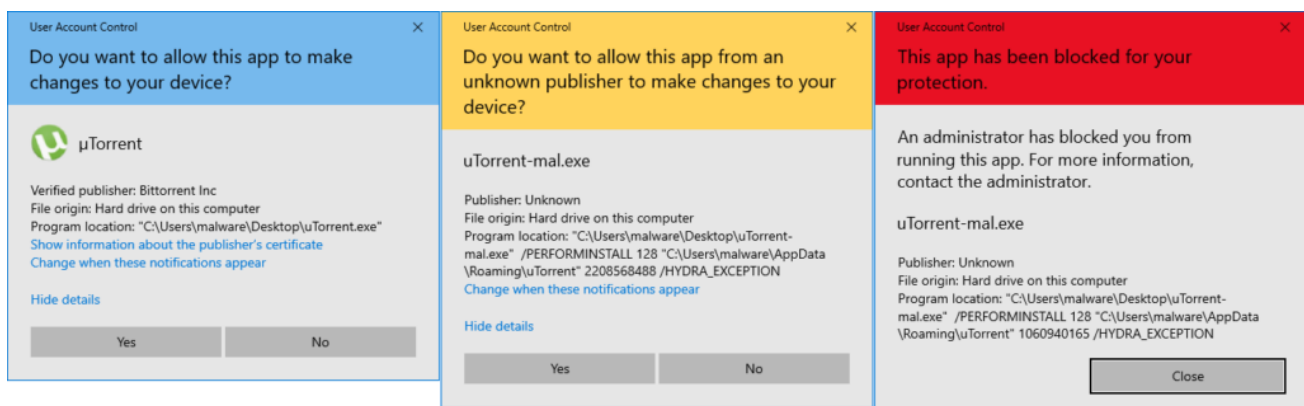 User Account Control
Do you want to allow this app to make
changes to your device?
µTorrent
Verified publisher: Bittorrent Inc
File origin: Hard drive on this computer
Program location: "C:\Users\malware\Desktop\uTorrent.exe"
Show information about the publisher's certificate
Change when these notifications appear
Hide details
Yes
No
User Account Control
Do you want to allow this app from an
unknown publisher to make changes to your
device?
uTorrent-mal.exe
Publisher: Unknown
File origin: Hard drive on this computer
Program location: "C:\Users\malware\Desktop\uTorrent-
mal.exe" /PERFORMINSTALL 128 "C:\Users\malware\AppData
\Roaming\uTorrent" 2208568488 /HYDRA_EXCEPTION
Change when these notifications appear
Hide details
Yes
No
User Account Control
This app has been blocked for your
protection.
An administrator has blocked you from
running this app. For more information,
contact the administrator.
uTorrent-mal.exe
Publisher: Unknown
File origin: Hard drive on this computer
Program location: "C:\Users\malware\Desktop\uTorrent-
mal.exe" /PERFORMINSTALL 128 "C:\Users\malware\AppData
\Roaming\uTorrent" 1060940165 /HYDRA_EXCEPTION
Close